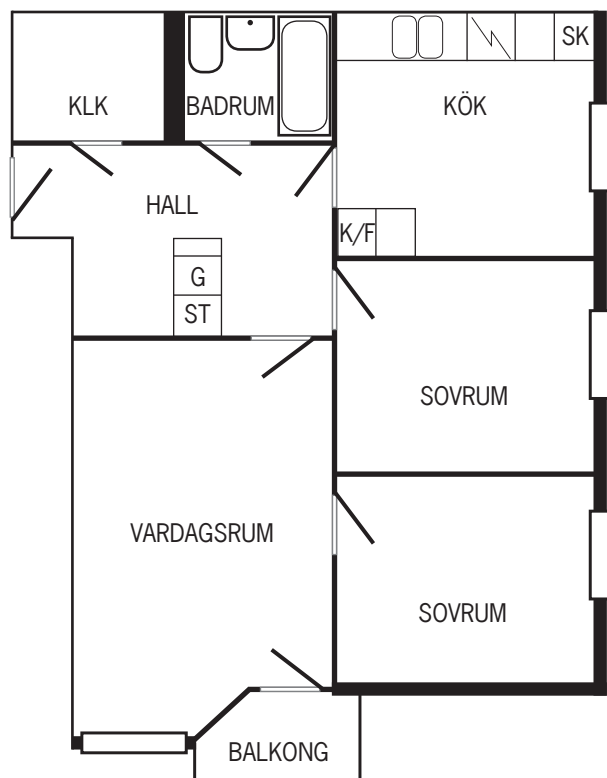 KLK
BADRUM
KÖK
SK
HALL
K/F
G
ST
SOVRUM
VARDAGSRUM
SOVRUM
BALKONG